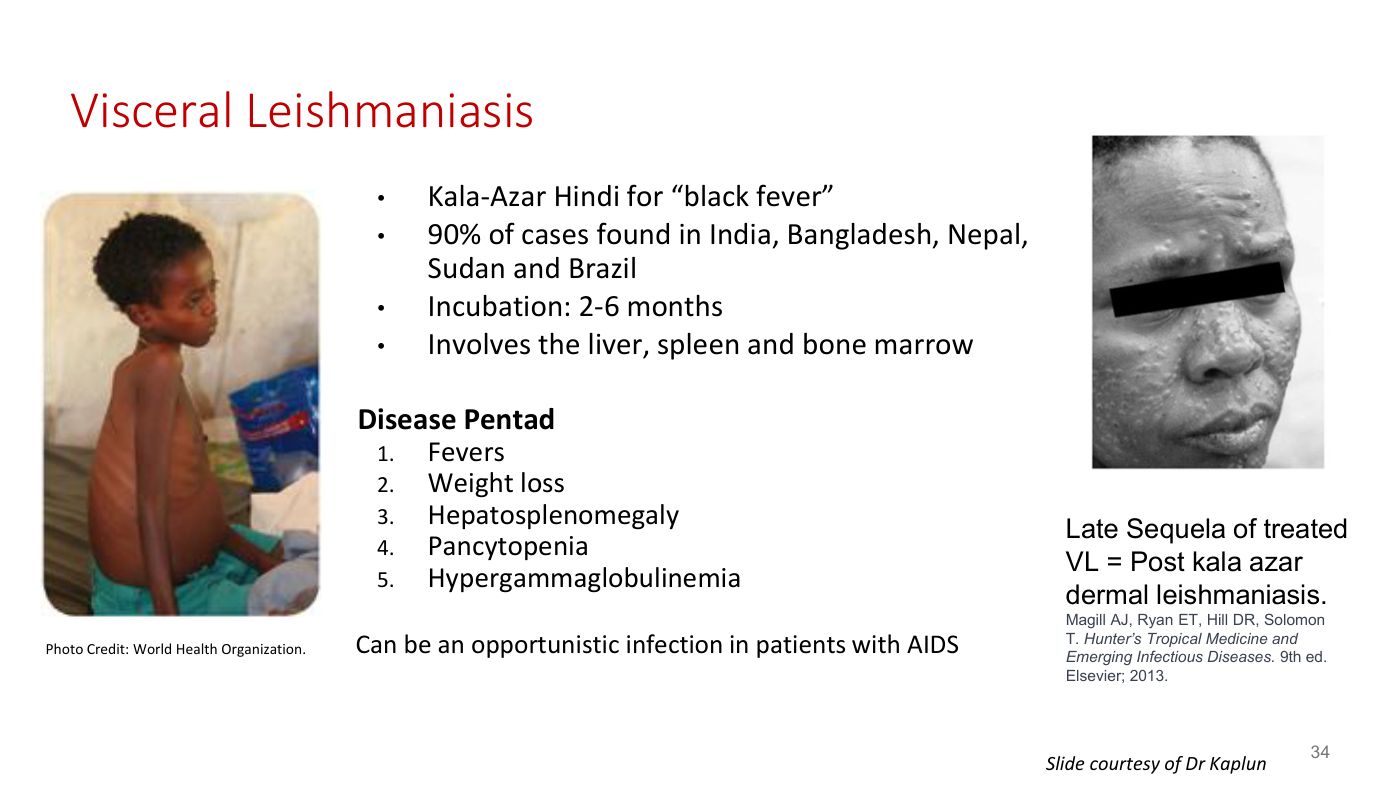 Visceral Leishmaniasis
• Kala-Azar Hindi for “black fever”
• 90% of cases found in India, Bangladesh, Nepal,
Sudan and Brazil
• Incubation: 2-6 months
• Involves the liver, spleen and bone marrow
Disease Pentad
1. Fevers
2. Weight loss
3. Hepatosplenomegaly
4. Pancytopenia
5. Hypergammaglobulinemia
Can be an opportunistic infection in patients with AIDS
Photo Credit: World Health Organization.
Late Sequela of treated
VL = Post kala azar
dermal leishmaniasis.
Magill AJ, Ryan ET, Hill DR, Solomon
T. Hunter’s Tropical Medicine and
Emerging Infectious Diseases. 9th ed.
Elsevier; 2013.
Slide courtesy of Dr Kaplun
34